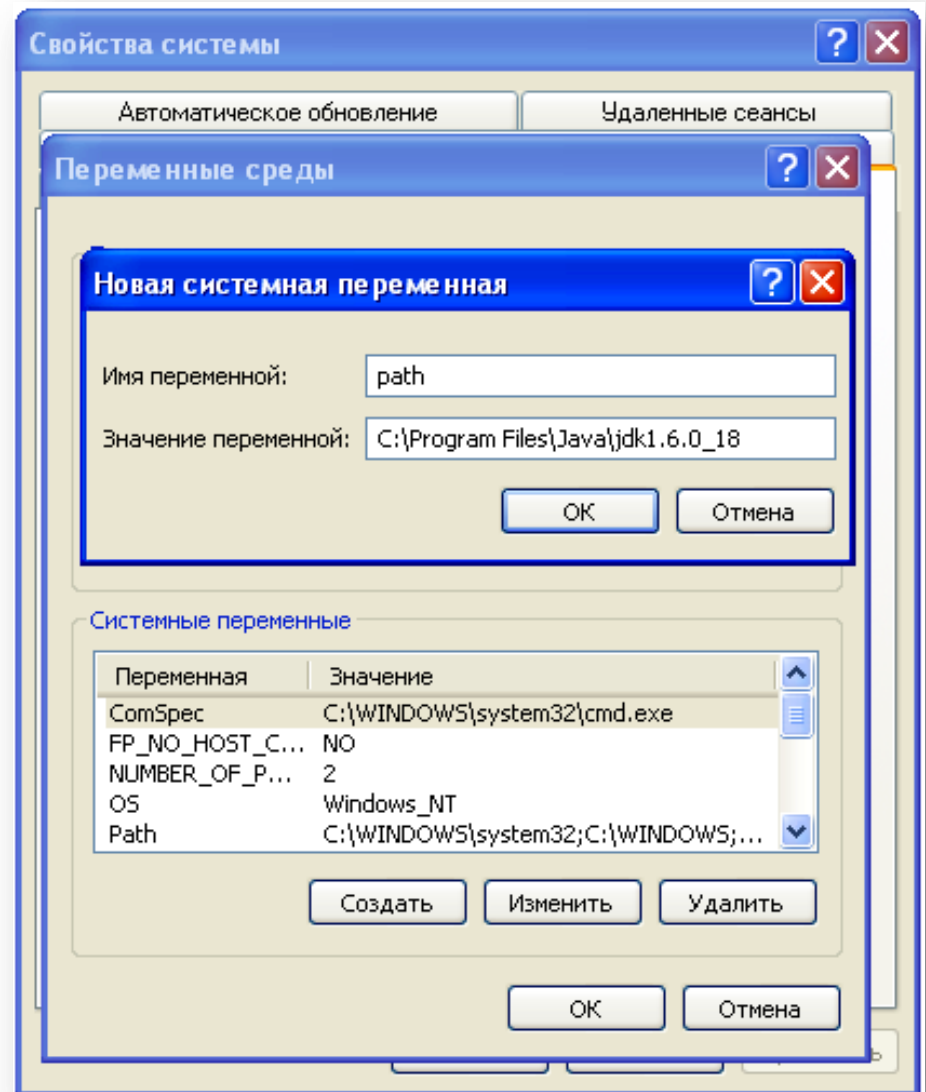 Свойства системы
Автоматическое обновление
Удаленные сеансы
Переменные среды
Новая системная переменная
Имя переменной:
path
Значение переменной:
C:\Program Files\Java\jdk1.6.0_18
ОК
Отмена
Системные переменные
Переменная
Значение
ComSpec
C:\WINDOWS\system32\cmd.exe
FP_NO_HOST_C...
NO
NUMBER_OF_P...
2
OS
Windows_NT
Path
C:\WINDOWS\system32;C:\WINDOWS;...
Создать
Изменить
Удалить
ОК
Отмена